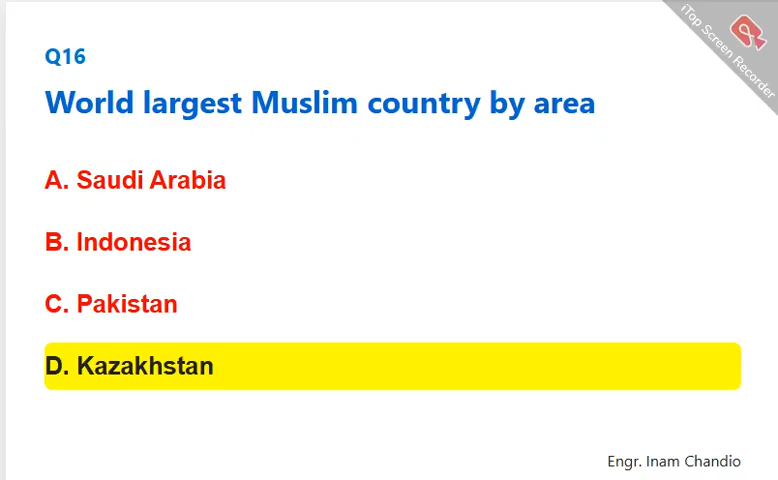 iTop Screen Recorder
Q16
World largest Muslim country by area
A. Saudi Arabia
B. Indonesia
C. Pakistan
D. Kazakhstan
Engr. Inam Chandio